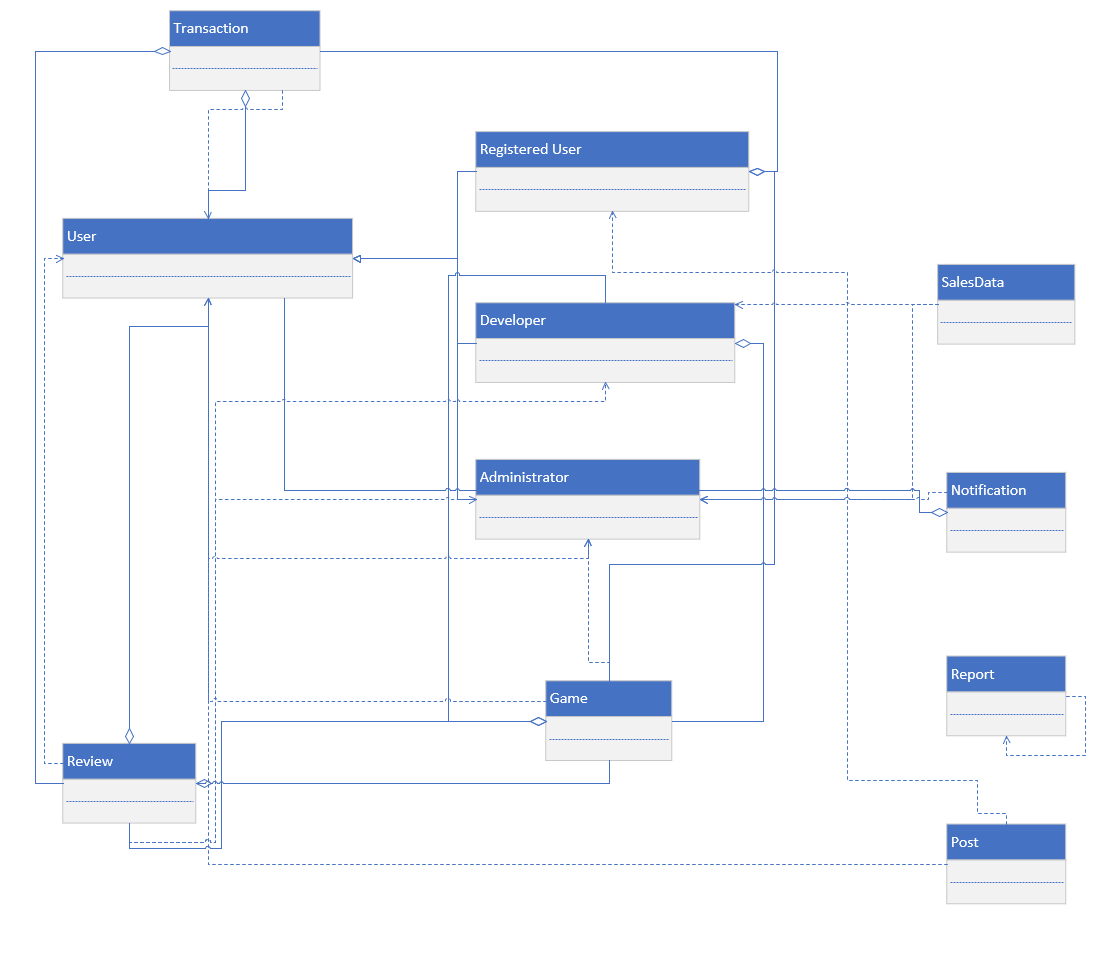 Transaction
Registered User
User
SalesData
Developer
Administrator
Notification
Report
Game
Review
Post